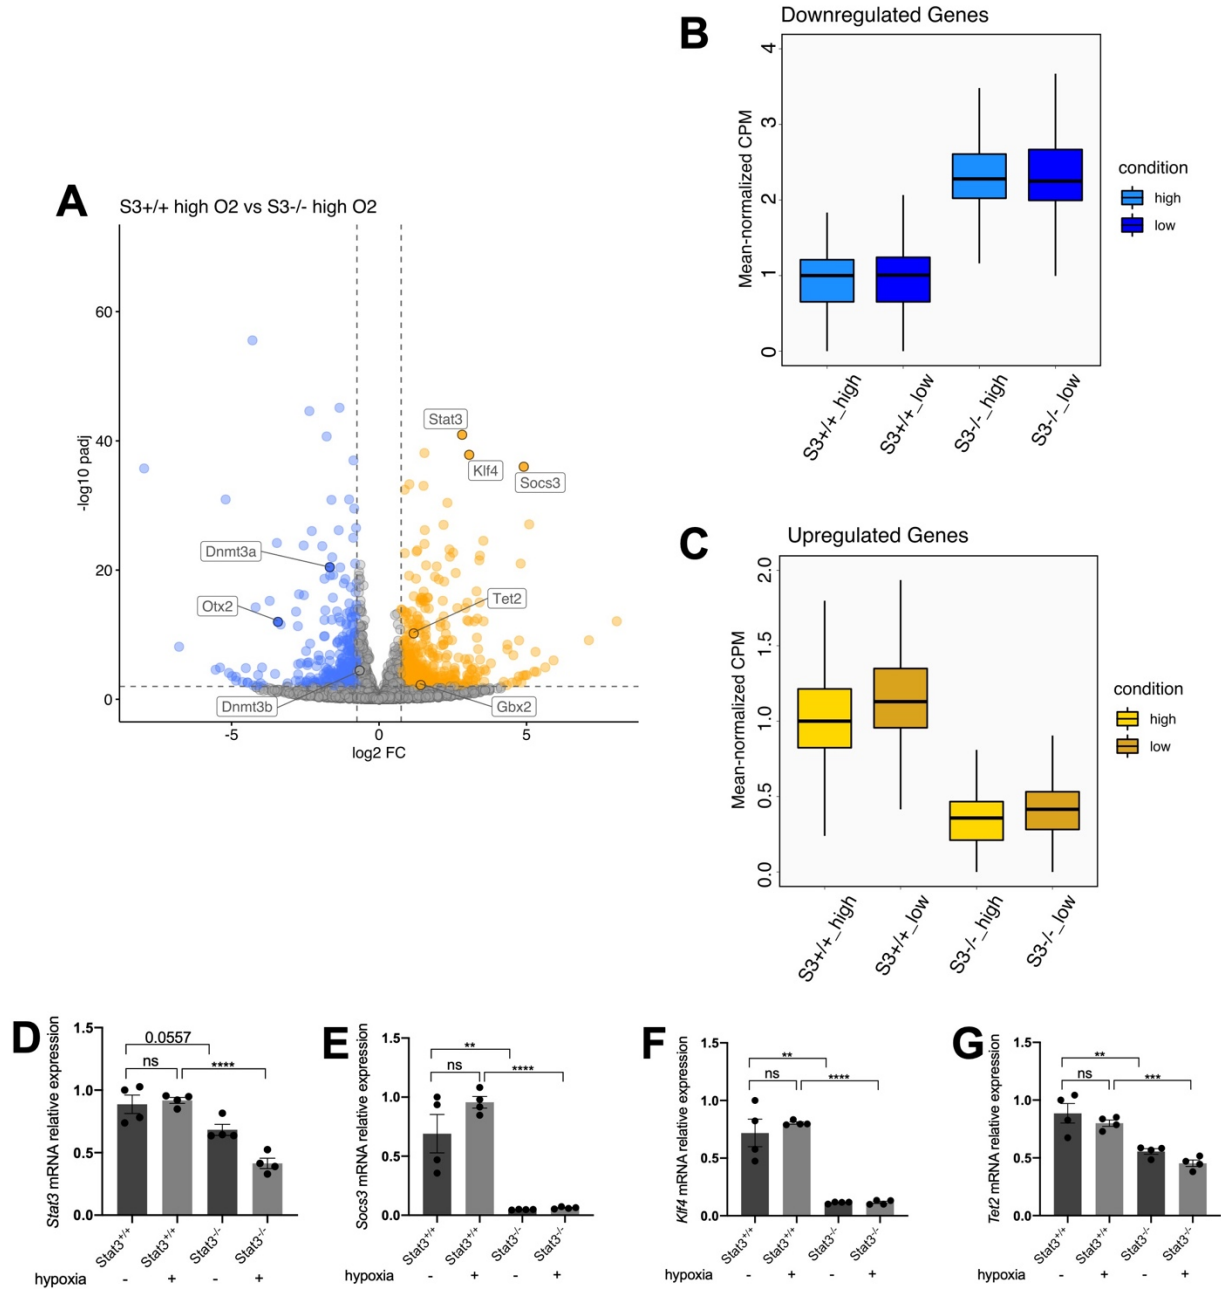 A
S3+/+ high O2 vs S3-/- high O2
-log10 padj
60
40
20
0
Stat3
Klf4
Socs3
Dnmt3a
Otx2
Tet2
Dnmt3b
Gbx2
-5
0
5
log2 FC
B
Downregulated Genes
Mean-normalized CPM
4
3
2
1
0
S3+/+_high
S3+/+_low
S3-/-_high
S3-/-_low
condition
high
low
C
Upregulated Genes
Mean-normalized CPM
2.0
1.5
1.0
0.5
0.0
S3+/+_high
S3+/+_low
S3-/-_high
S3-/-_low
condition
high
low
D
Stat3 mRNA relative expression
1.5
1.0
0.5
0.0
0.0557
ns
****
Stat3+/+
Stat3+/+
Stat3-/-
Stat3-/-
hypoxia - + - +
E
Socs3 mRNA relative expression
1.5
1.0
0.5
0.0
**
ns
****
Stat3+/+
Stat3+/+
Stat3-/-
Stat3-/-
hypoxia - + - +
F
Klf4 mRNA relative expression
1.5
1.0
0.5
0.0
**
ns
****
Stat3+/+
Stat3+/+
Stat3-/-
Stat3-/-
hypoxia - + - +
G
Tet2 mRNA relative expression
1.5
1.0
0.5
0.0
**
ns
***
Stat3+/+
Stat3+/+
Stat3-/-
Stat3-/-
hypoxia - + - +